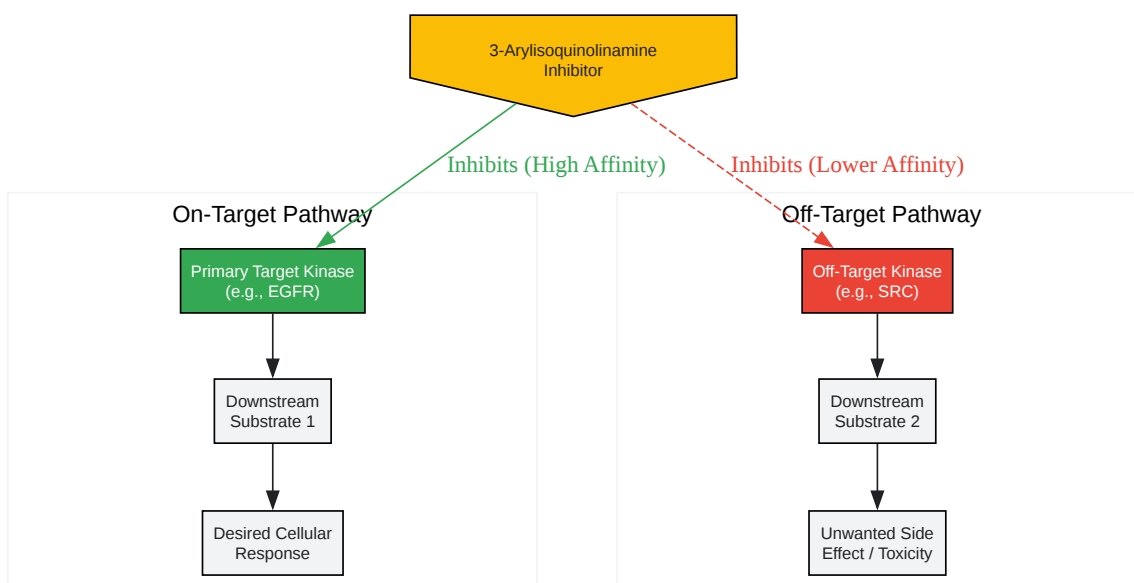 3-Arylisoquinolinamine
Inhibitor
Inhibits (High Affinity)
Inhibits (Lower Affinity)
On-Target Pathway
Off-Target Pathway
Primary Target Kinase
(e.g., EGFR)
Off-Target Kinase
(e.g., SRC)
Downstream
Substrate 1
Downstream
Substrate 2
Desired Cellular
Response
Unwanted Side
Effect / Toxicity